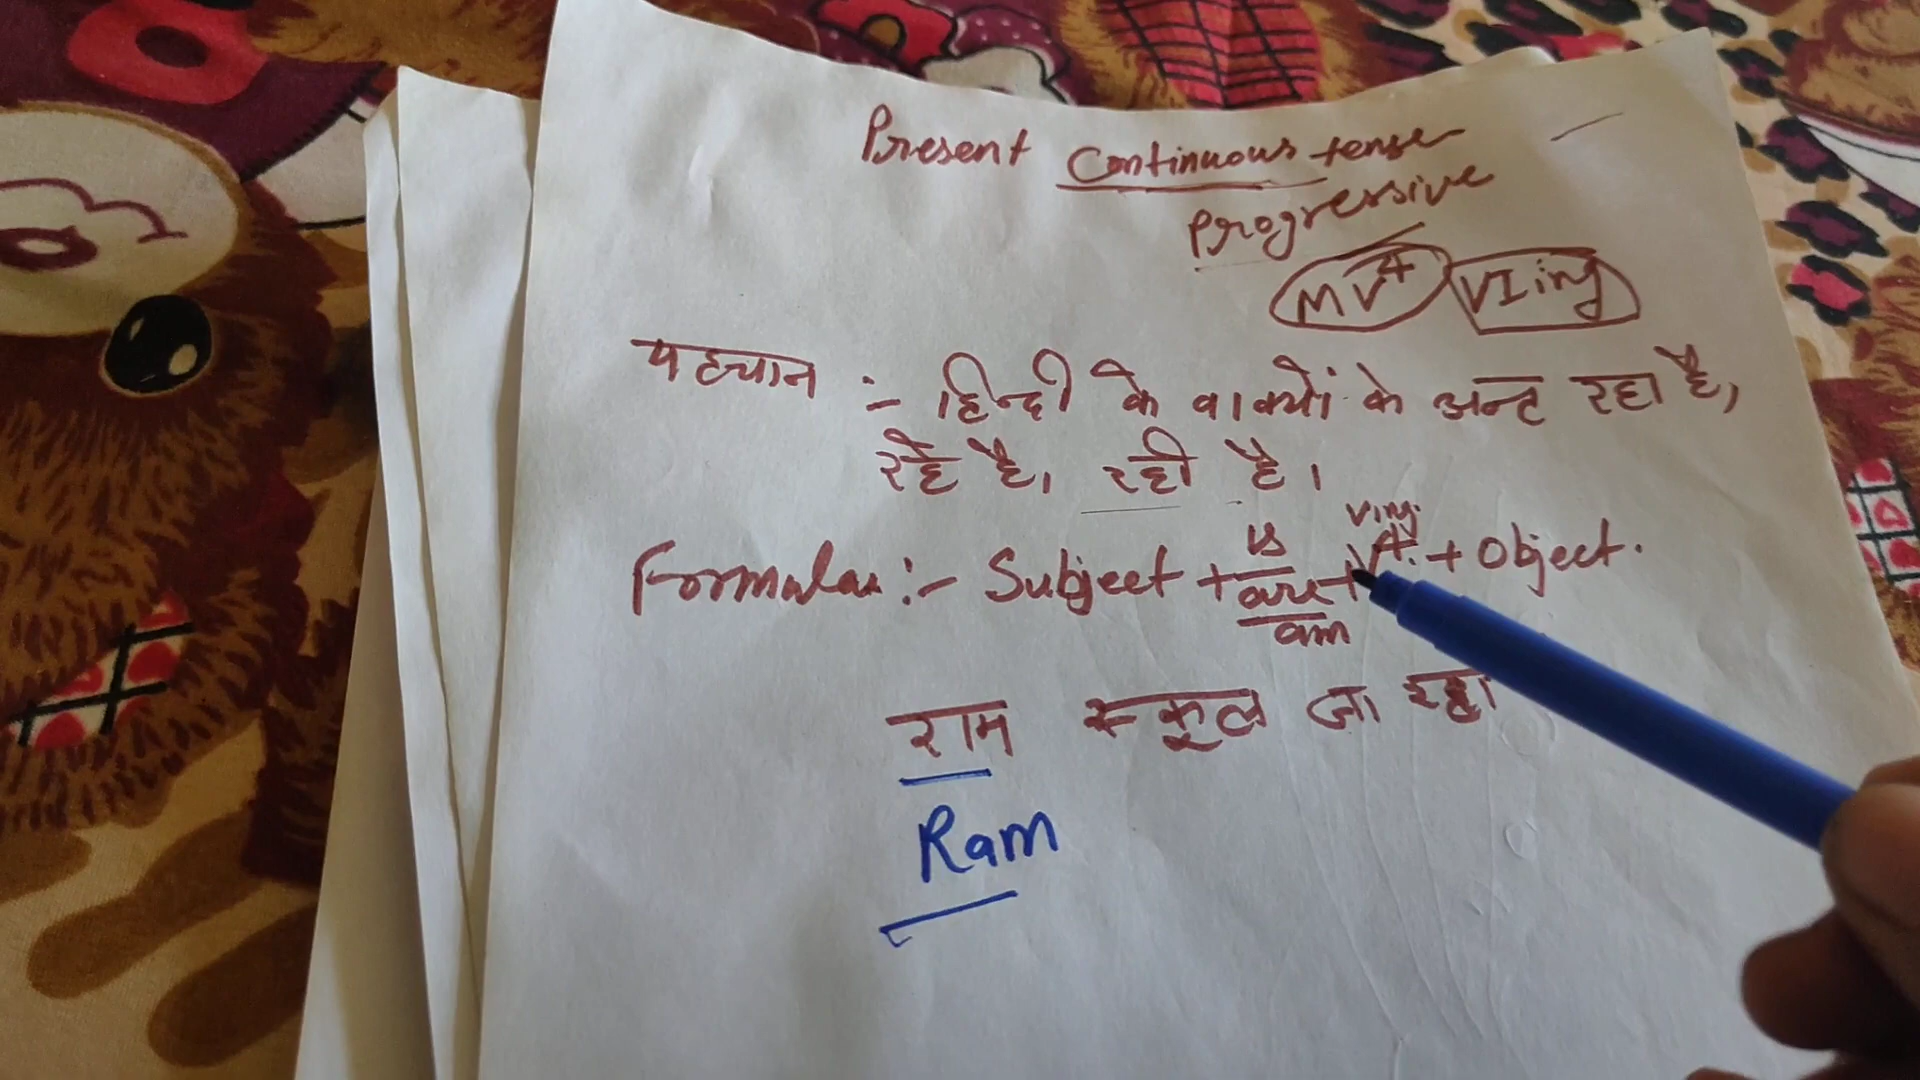 Present Continuous tense
Progressive
MV4 VIing
पहचान :- हिन्दी के वाक्यों के अन्त रहा है,
रहे है, रही है।
Ving
is
Formulaa :- Subject + are + V4 + Object.
am
राम स्कूल जा रहा
Ram